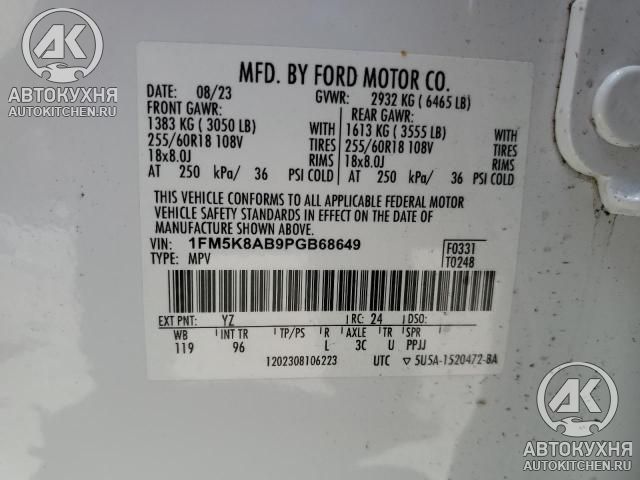 AK
АВТОКУХНЯ
AUTOKITCHEN.RU
MFD. BY FORD MOTOR CO.
DATE: 08/23 GVWR: 2932 KG ( 6465 LB)
FRONT GAWR: REAR GAWR:
1383 KG ( 3050 LB) WITH 1613 KG ( 3555 LB) WITH
255/60R18 108V TIRES 255/60R18 108V TIRES
18x8.0J RIMS 18x8.0J RIMS
AT 250 kPa/ 36 PSI COLD AT 250 kPa/ 36 PSI COLD
THIS VEHICLE CONFORMS TO ALL APPLICABLE FEDERAL MOTOR
VEHICLE SAFETY STANDARDS IN EFFECT ON THE DATE OF
MANUFACTURE SHOWN ABOVE.
VIN: 1FM5K8AB9PGB68649 F0331
TYPE: MPV T0248
EXT PNT: YZ RC: 24 DSO:
WB INT TR TP/PS R AXLE TR SPR
119 96 L 3C U PPJJ
1202308106223 UTC ▽5U5A-1520472-BA
AK
АВТОКУХНЯ
AUTOKITCHEN.RU